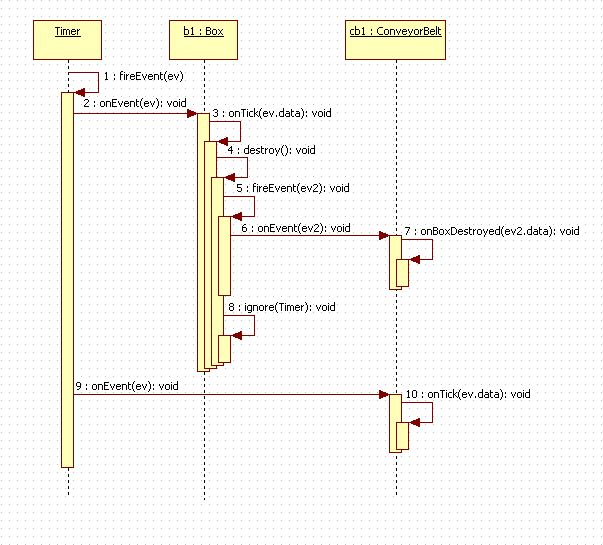 Timer
b1 : Box
cb1 : ConveyorBelt
1 : fireEvent(ev)
2 : onEvent(ev): void
3 : onTick(ev.data): void
4 : destroy(): void
5 : fireEvent(ev2): void
6 : onEvent(ev2): void
7 : onBoxDestroyed(ev2.data): void
8 : ignore(Timer): void
9 : onEvent(ev): void
10 : onTick(ev.data): void